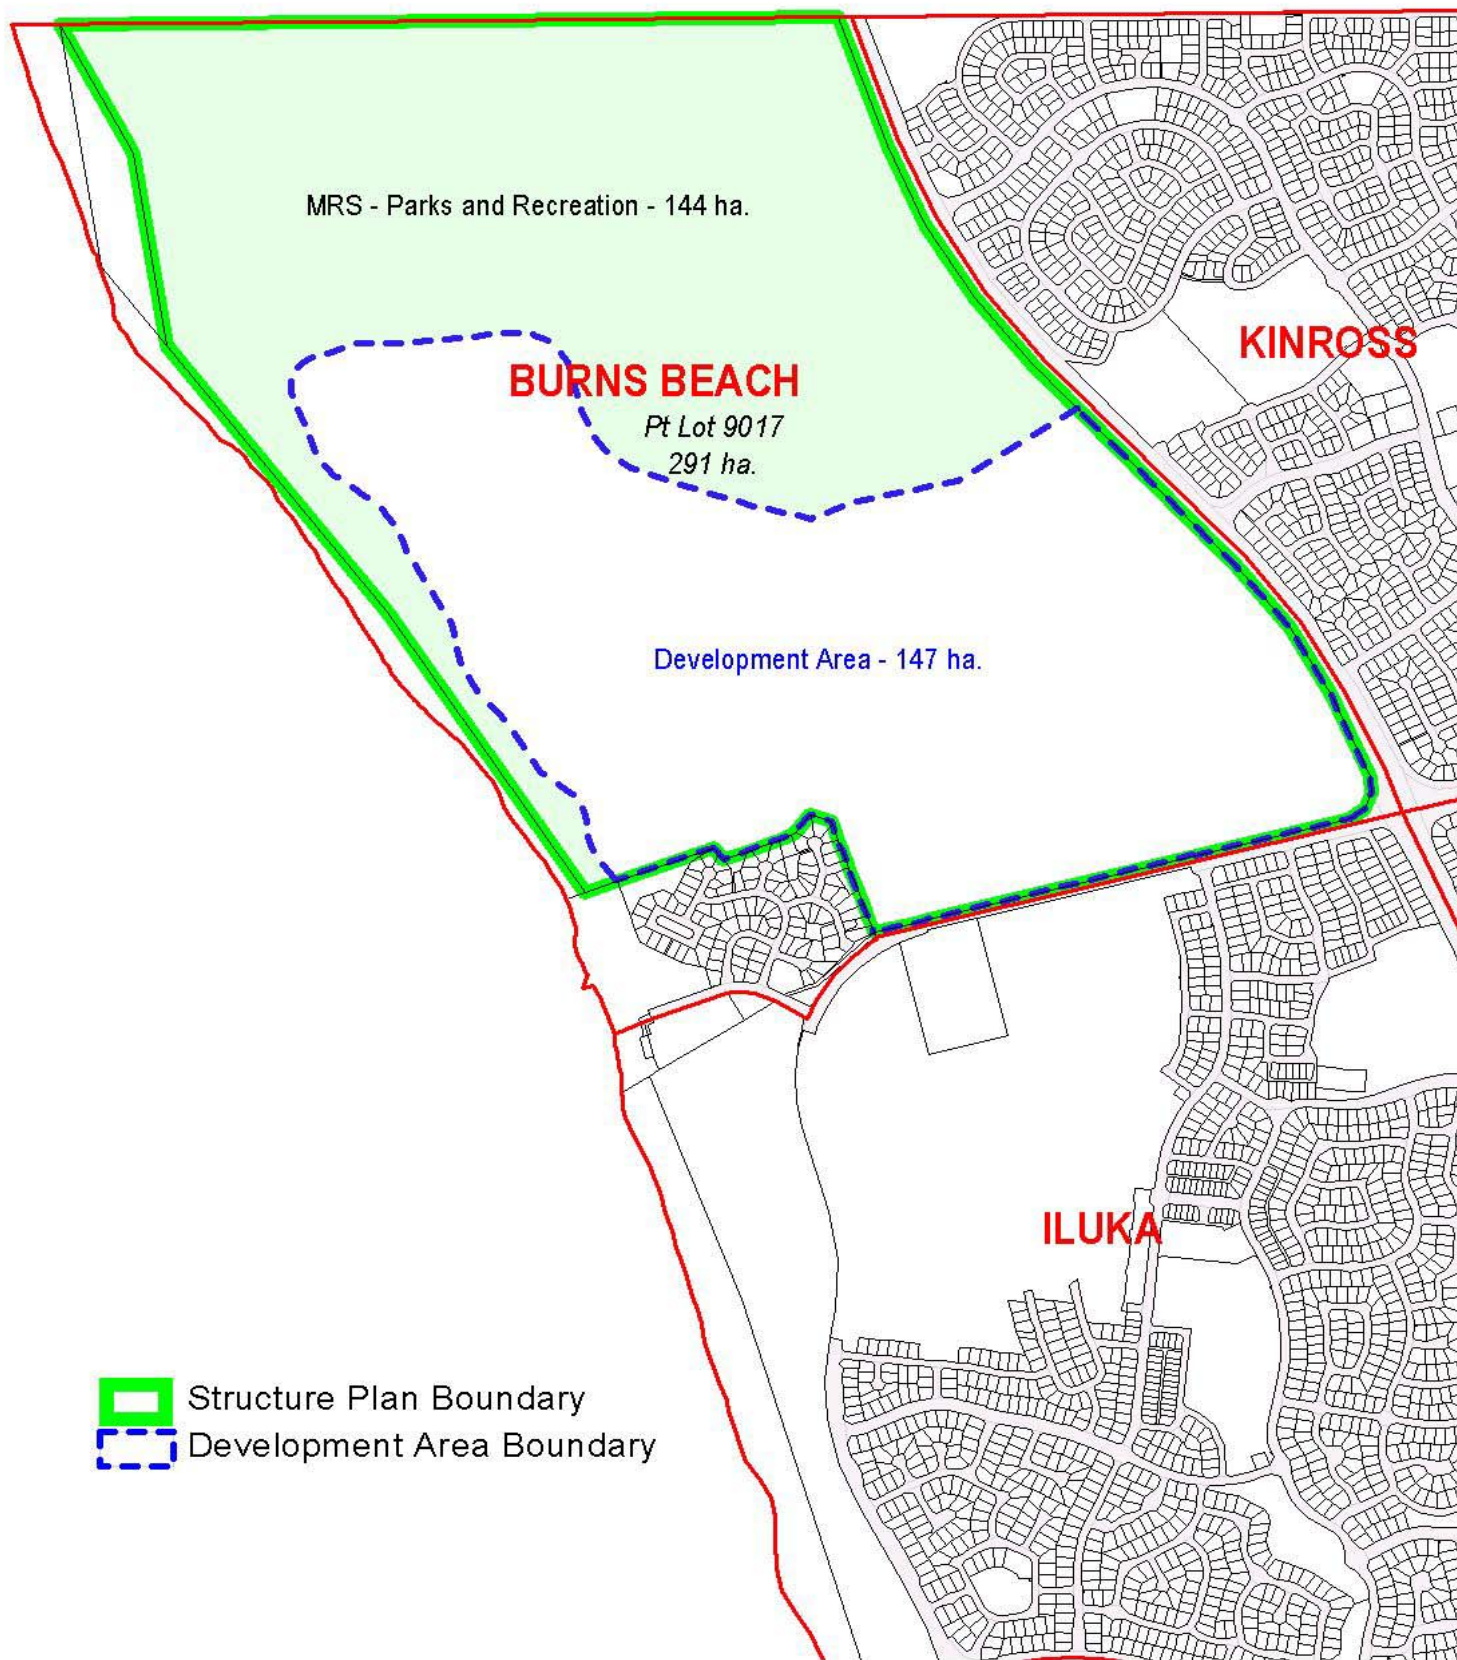 MRS - Parks and Recreation - 144 ha.
KINROSS
BURNS BEACH
Pt Lot 9017
291 ha.
Development Area - 147 ha.
ILUKA
Structure Plan Boundary
Development Area Boundary